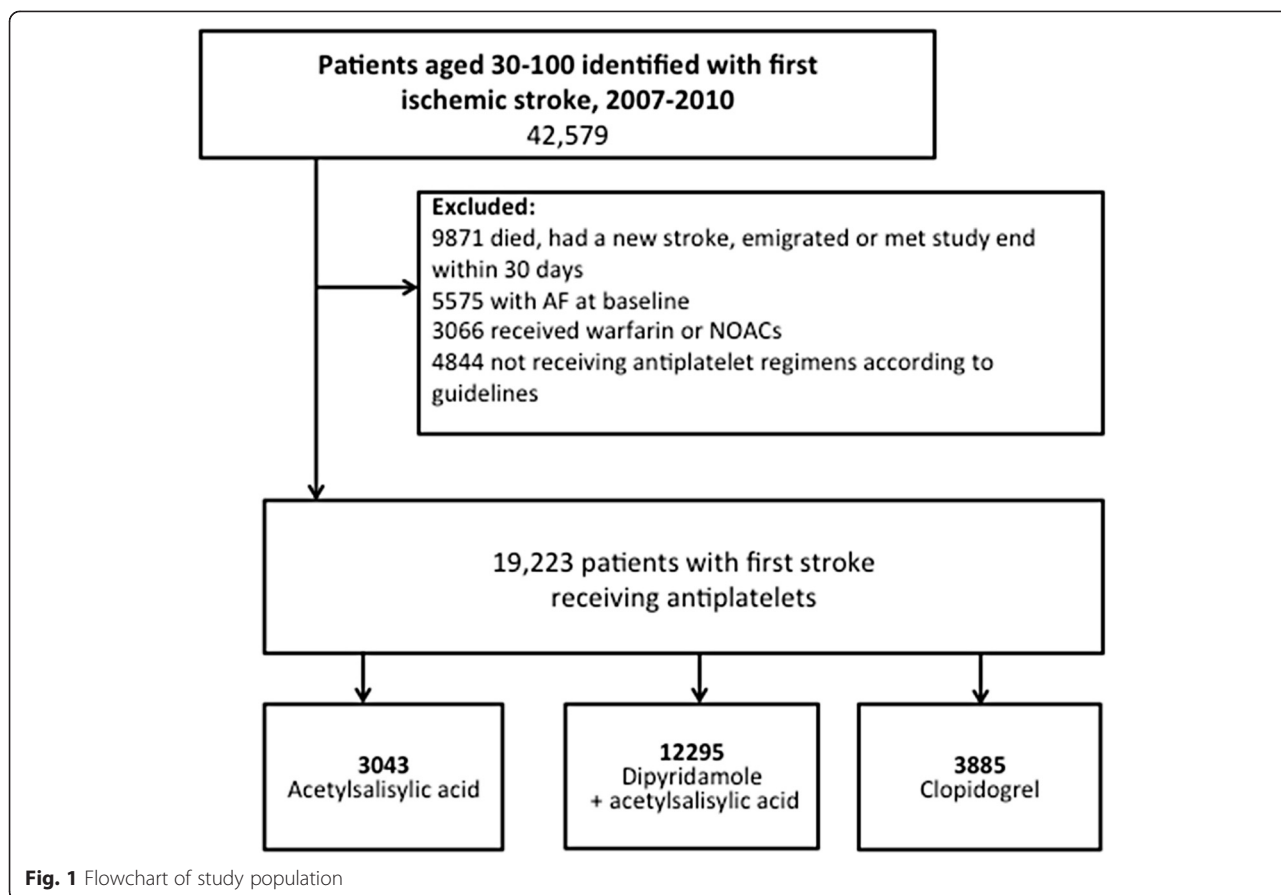 Patients aged 30-100 identified with first
ischemic stroke, 2007-2010
42,579
Excluded:
9871 died, had a new stroke, emigrated or met study end
within 30 days
5575 with AF at baseline
3066 received warfarin or NOACs
4844 not receiving antiplatelet regimens according to
guidelines
19,223 patients with first stroke
receiving antiplatelets
3043
Acetylsalisylic acid
12295
Dipyridamole
+ acetylsalisylic acid
3885
Clopidogrel
Fig. 1 Flowchart of study population